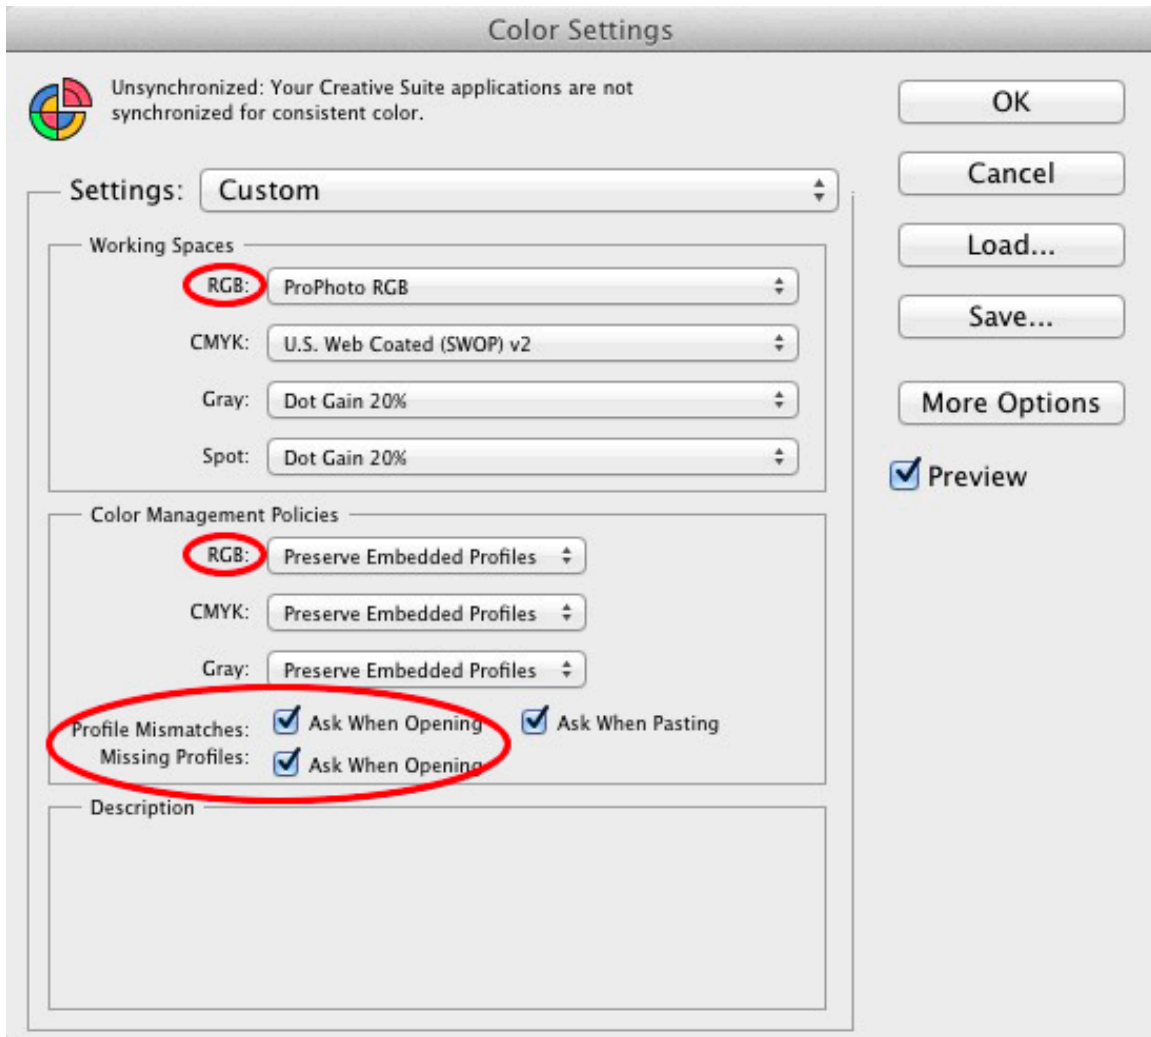 Color Settings
Unsynchronized: Your Creative Suite applications are not
synchronized for consistent color.
OK
Cancel
Load...
Save...
More Options
Preview
Settings: Custom
Working Spaces
RGB: ProPhoto RGB
CMYK: U.S. Web Coated (SWOP) v2
Gray: Dot Gain 20%
Spot: Dot Gain 20%
Color Management Policies
RGB: Preserve Embedded Profiles
CMYK: Preserve Embedded Profiles
Gray: Preserve Embedded Profiles
Profile Mismatches: Ask When Opening Ask When Pasting
Missing Profiles: Ask When Opening
Description